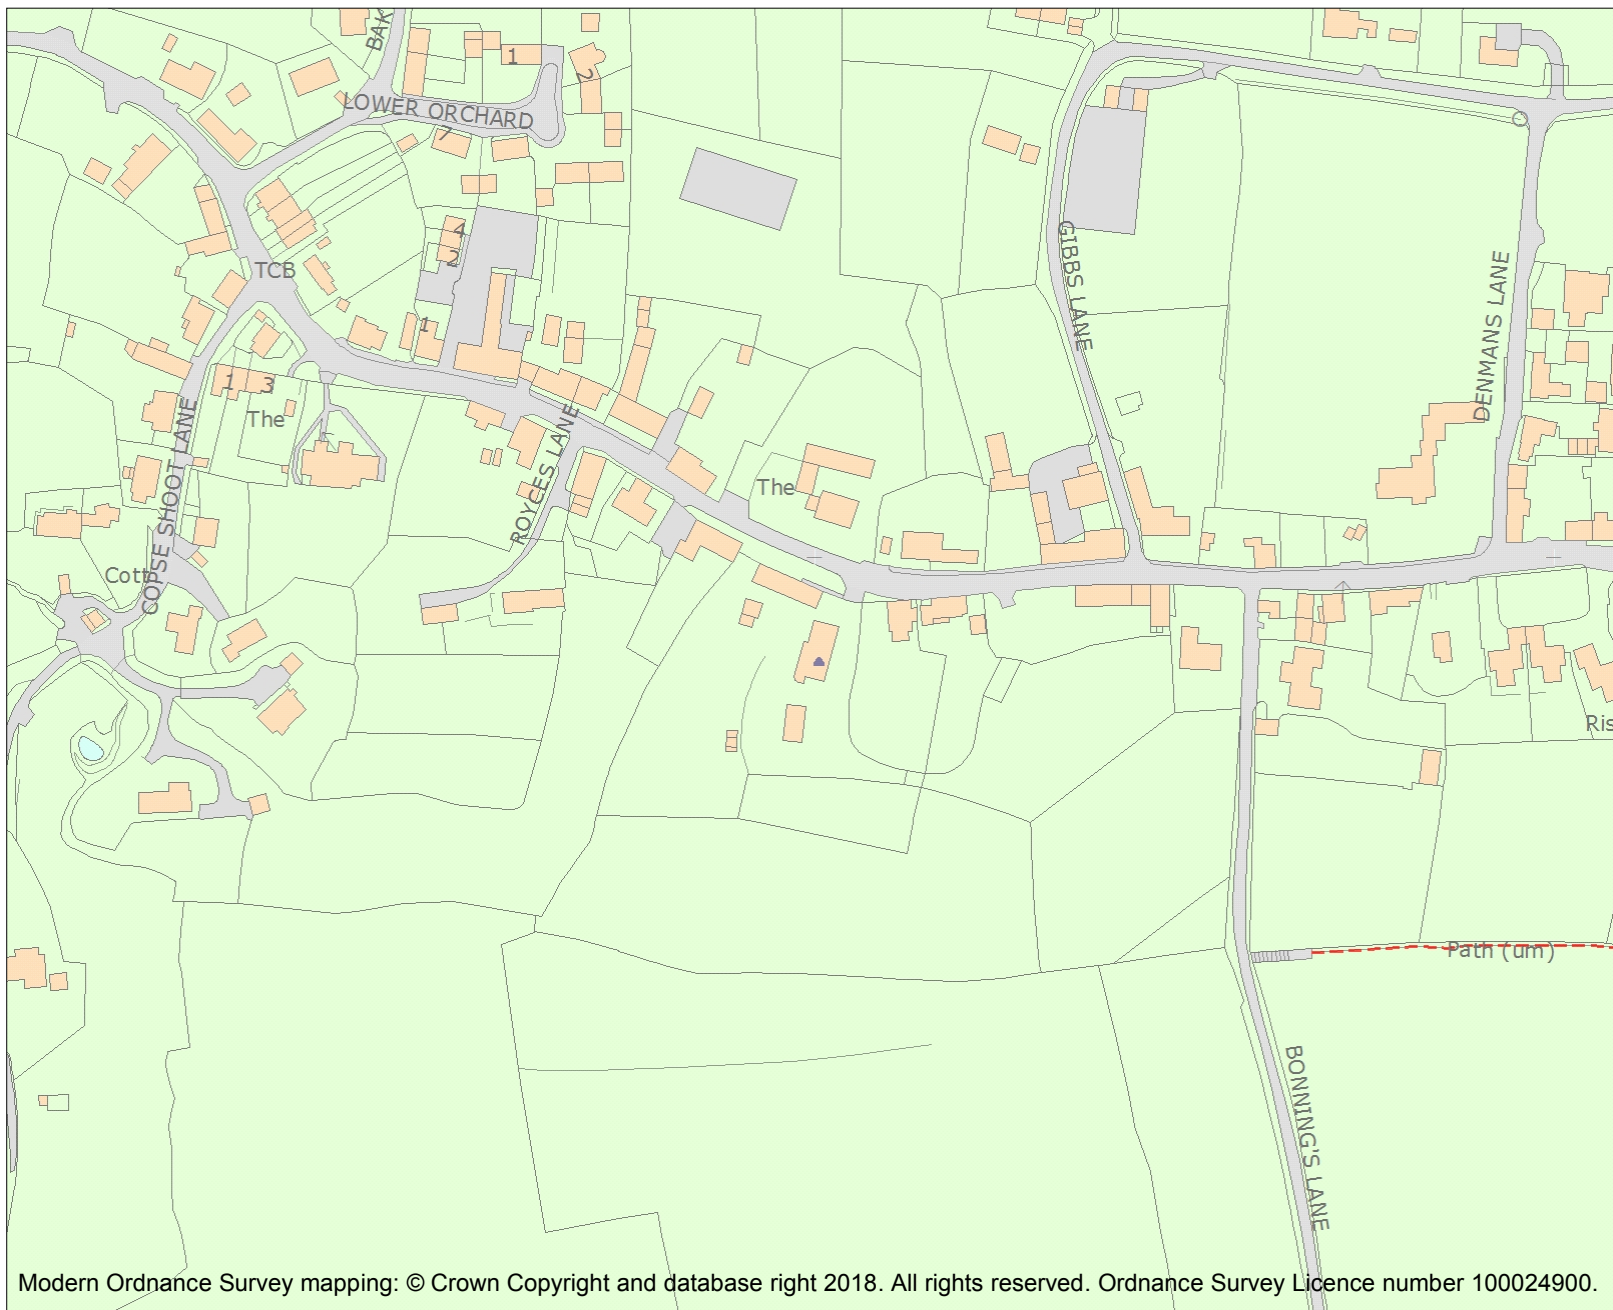 BAK
1
2
LOWER ORCHARD
7
4
2
TCB
1
GIBBS LANE
DENMANS LANE
1
3
The
COPSE SHOOT LANE
ROYCES LANE
The
Cott
Ris
Path (um)
BONNING'S LANE
Modern Ordnance Survey mapping: © Crown Copyright and database right 2018. All rights reserved. Ordnance Survey Licence number 100024900.